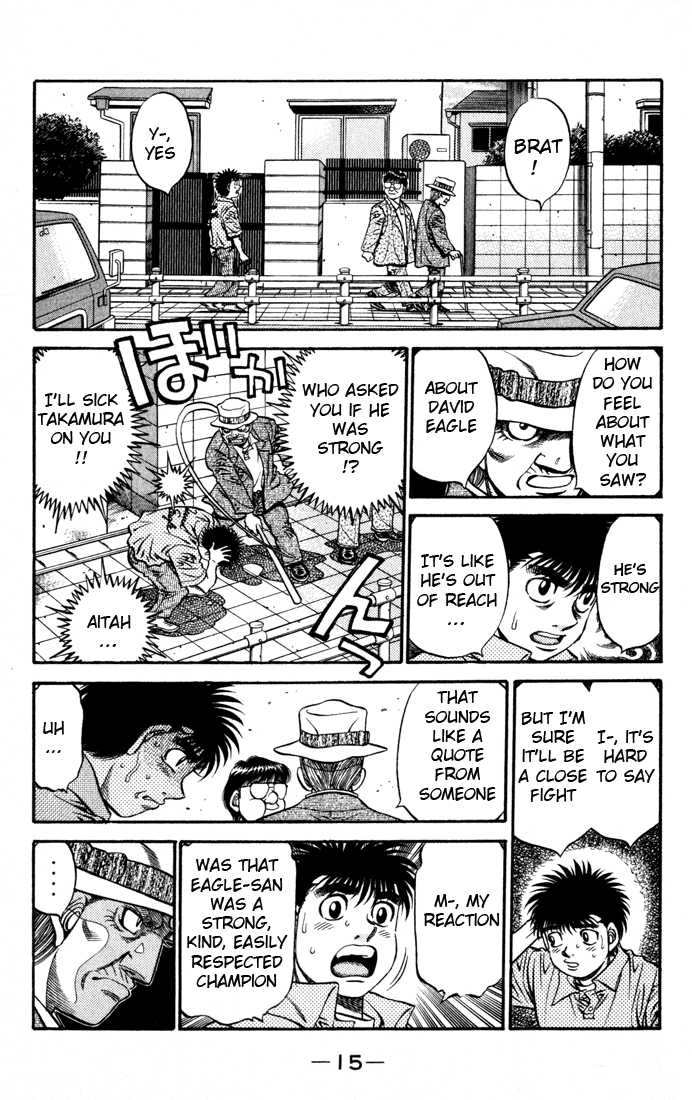 BRAT
!
Y-,
YES
HOW
DO YOU
FEEL
ABOUT
WHAT
YOU
SAW?
ABOUT
DAVID
EAGLE
HE'S
STRONG
IT'S LIKE
HE'S OUT
OF REACH
...
ぽりかんっ
WHO ASKED
YOU IF HE
WAS
STRONG
!?
I'LL SICK
TAKAMURA
ON YOU
!!
AITAH
...
I-, IT'S
HARD
TO SAY
BUT I'M
SURE
IT'LL BE
A CLOSE
FIGHT
THAT
SOUNDS
LIKE A
QUOTE
FROM
SOMEONE
UH
...
M-, MY
REACTION
WAS THAT
EAGLE-SAN
WAS A
STRONG,
KIND, EASILY
RESPECTED
CHAMPION
...
—15—